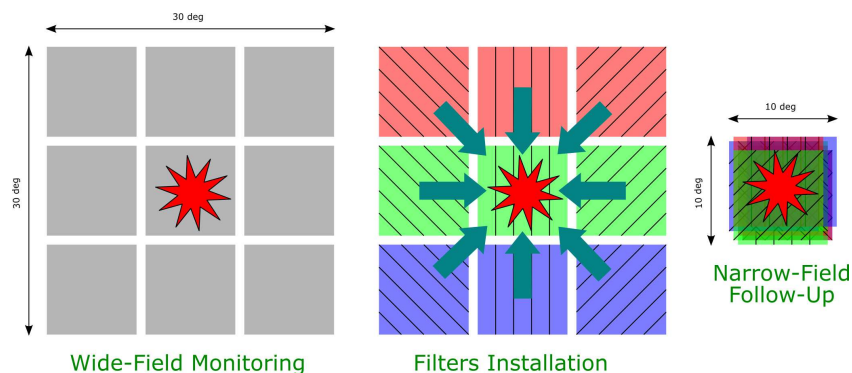 30 deg
10 deg
30 deg
10 deg
Narrow-Field
Follow-Up
Wide-Field Monitoring
Filters Installation